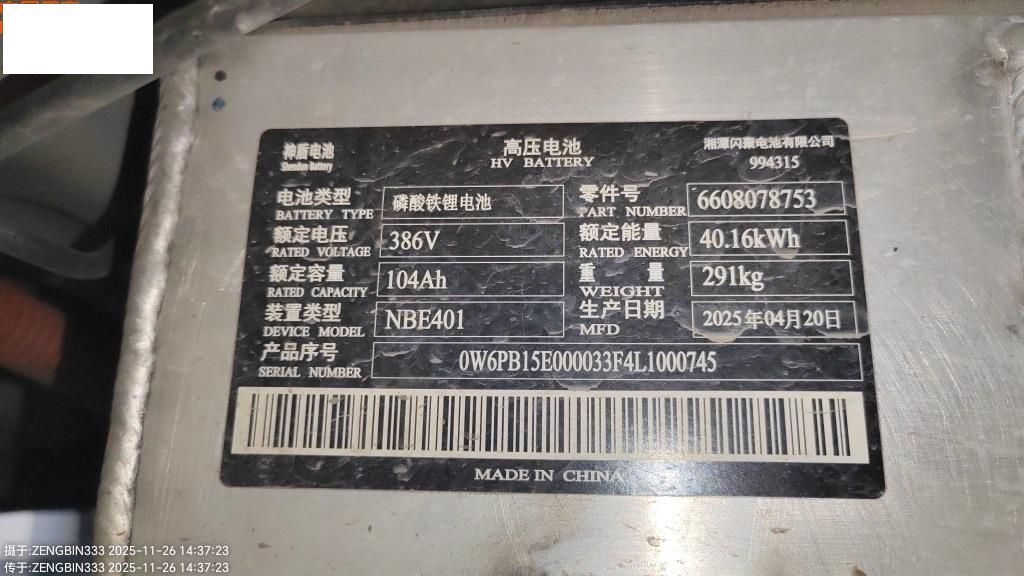 神盾电池
Shendun Battery
高压电池
HV BATTERY
湘潭闪聚电池有限公司
994315
电池类型 磷酸铁锂电池 零件号 6608078753
BATTERY TYPE PART NUMBER
额定电压 386V 额定能量 40.16kWh
RATED VOLTAGE RATED ENERGY
额定容量 104Ah 重量 291kg
RATED CAPACITY WEIGHT
装置类型 NBE401 生产日期 2025年04月20日
DEVICE MODEL MFD
产品序号 0W6PB15E000033F4L1000745
SERIAL NUMBER
MADE IN CHINA
摄于:ZENGBIN333 2025-11-26 14:37:23
传于:ZENGBIN333 2025-11-26 14:37:23